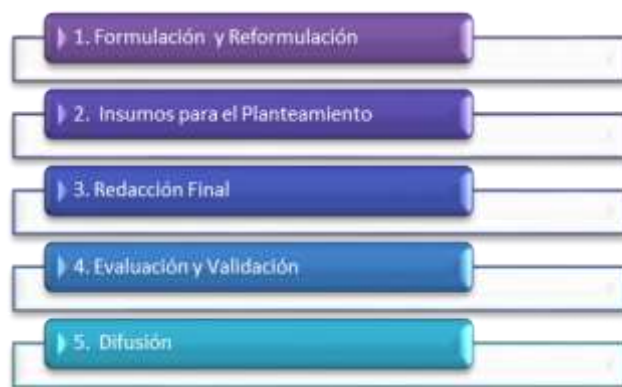 1. Formulación y Reformulación
2. Insumos para el Planteamiento
3. Redacción Final
4. Evaluación y Validación
5. Difusión